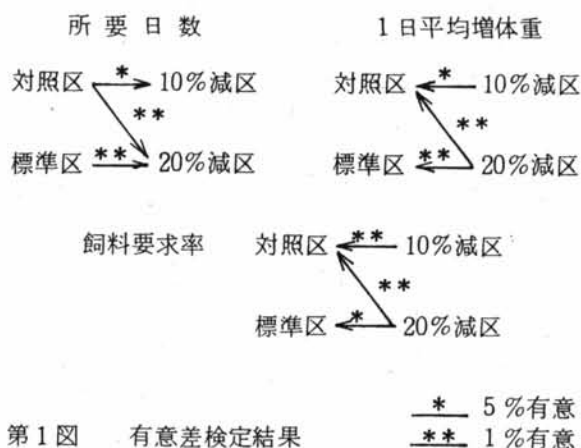 所要日数 1日平均増体重
対照区 * 10%減区 対照区 * 10%減区
** **
標準区 ** 20%減区 標準区 ** 20%減区
飼料要求率 対照区 ** 10%減区
**
標準区 * 20%減区
* 5%有意
第1図 有意差検定結果 ** 1%有意